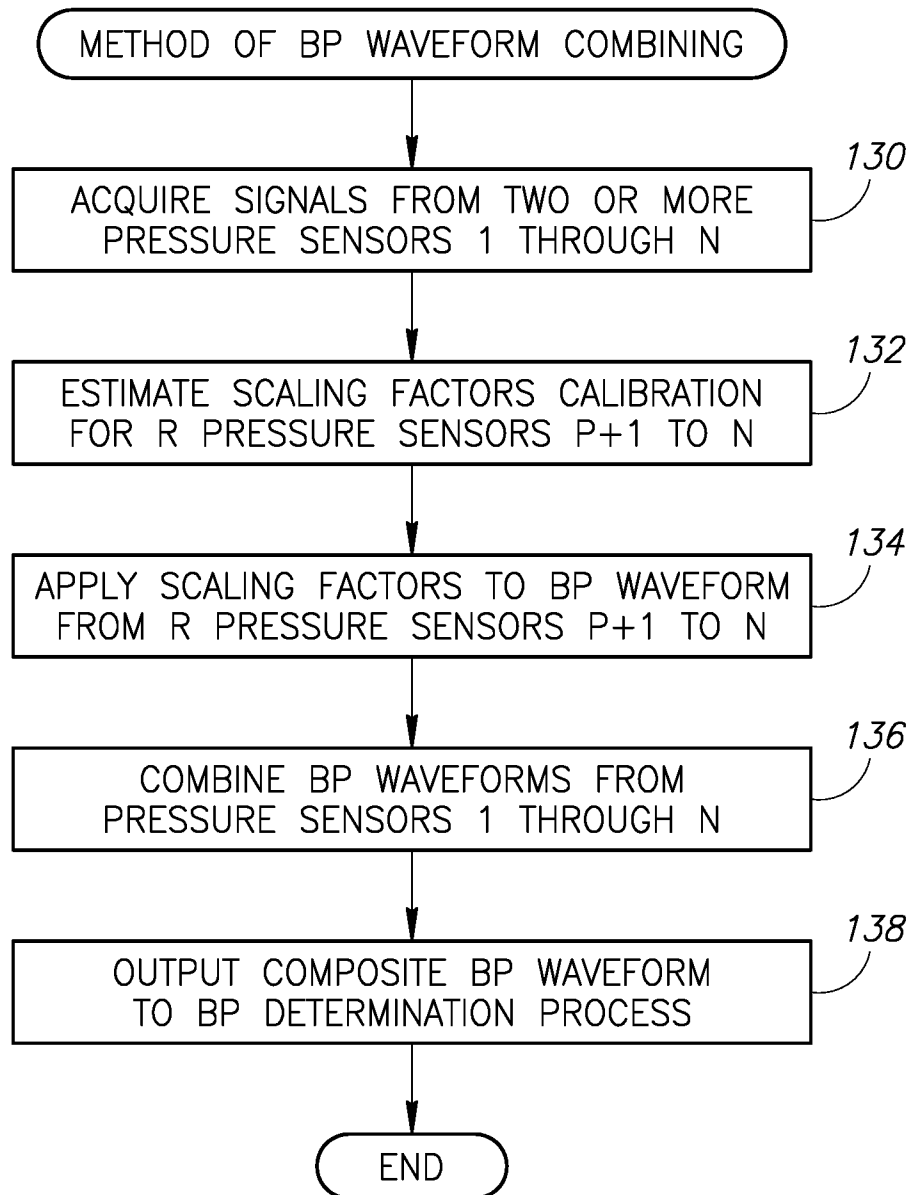 METHOD OF BP WAVEFORM COMBINING
130
ACQUIRE SIGNALS FROM TWO OR MORE
PRESSURE SENSORS 1 THROUGH N
132
ESTIMATE SCALING FACTORS CALIBRATION
FOR R PRESSURE SENSORS P+1 TO N
134
APPLY SCALING FACTORS TO BP WAVEFORM
FROM R PRESSURE SENSORS P+1 TO N
136
COMBINE BP WAVEFORMS FROM
PRESSURE SENSORS 1 THROUGH N
138
OUTPUT COMPOSITE BP WAVEFORM
TO BP DETERMINATION PROCESS
END